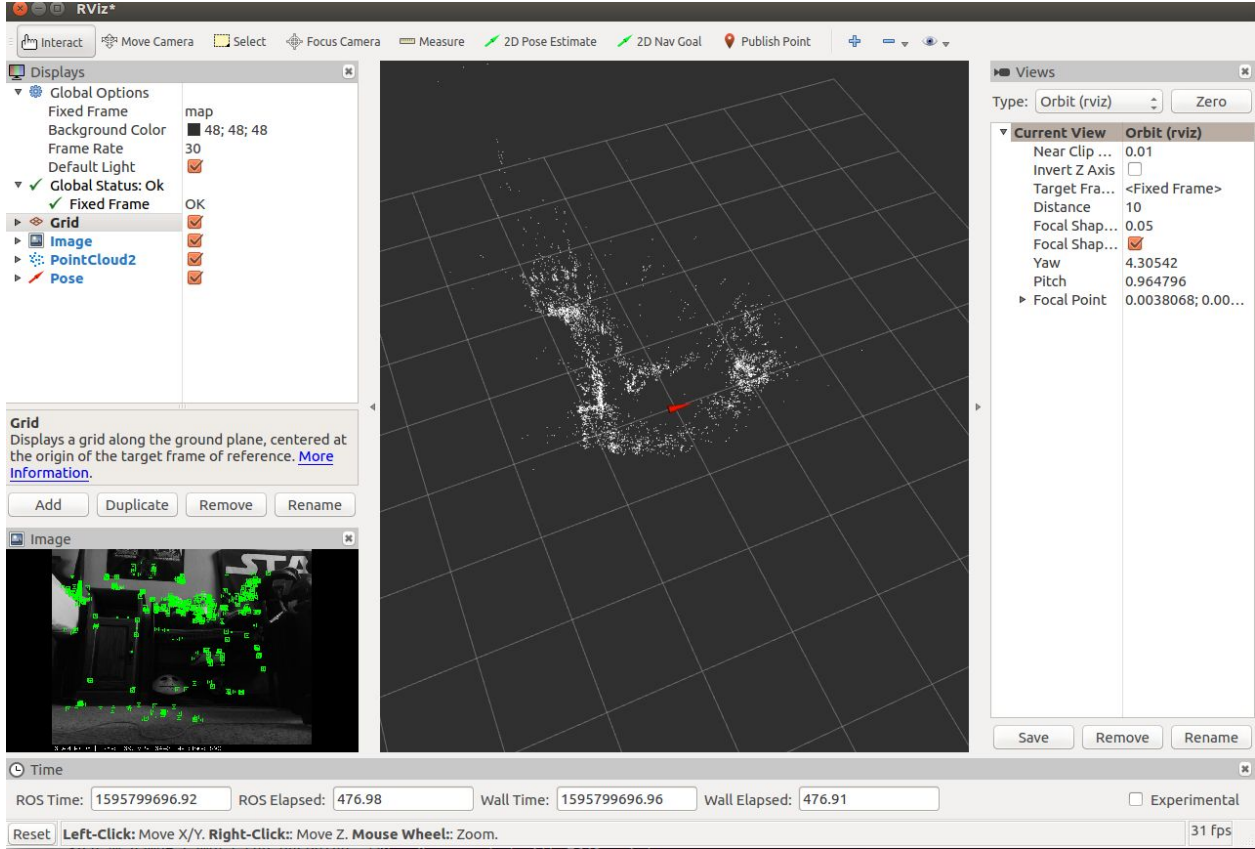 RViz*
Interact Move Camera Select Focus Camera Measure 2D Pose Estimate 2D Nav Goal Publish Point
Displays
Global Options
Fixed Frame map
Background Color 48; 48; 48
Frame Rate 30
Default Light
Global Status: Ok
Fixed Frame OK
Grid
Image
PointCloud2
Pose
Grid
Displays a grid along the ground plane, centered at
the origin of the target frame of reference. More
Information.
Add Duplicate Remove Rename
Image
STA
Views
Type: Orbit (rviz) Zero
Current View Orbit (rviz)
Near Clip ... 0.01
Invert Z Axis
Target Fra... <Fixed Frame>
Distance 10
Focal Shap... 0.05
Focal Shap...
Yaw 4.30542
Pitch 0.964796
Focal Point 0.0038068; 0.00...
Save Remove Rename
Time
ROS Time: 1595799696.92 ROS Elapsed: 476.98 Wall Time: 1595799696.96 Wall Elapsed: 476.91 Experimental
Reset Left-Click: Move X/Y. Right-Click:: Move Z. Mouse Wheel:: Zoom. 31 fps